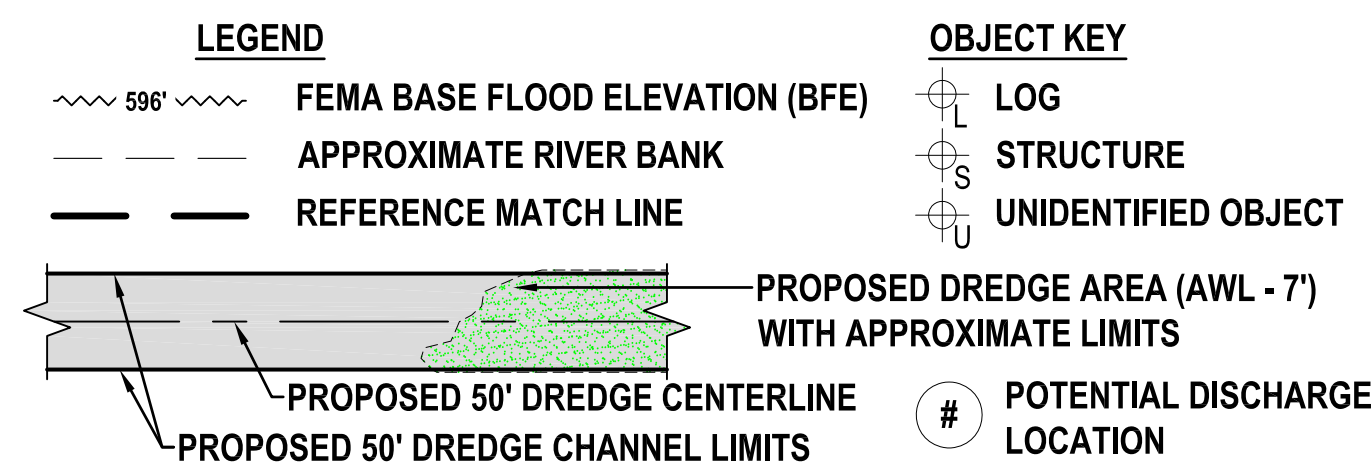 LEGEND
596' FEMA BASE FLOOD ELEVATION (BFE)
APPROXIMATE RIVER BANK
REFERENCE MATCH LINE
OBJECT KEY
L LOG
S STRUCTURE
U UNIDENTIFIED OBJECT
PROPOSED DREDGE AREA (AWL - 7')
WITH APPROXIMATE LIMITS
PROPOSED 50' DREDGE CENTERLINE
PROPOSED 50' DREDGE CHANNEL LIMITS
# POTENTIAL DISCHARGE
LOCATION